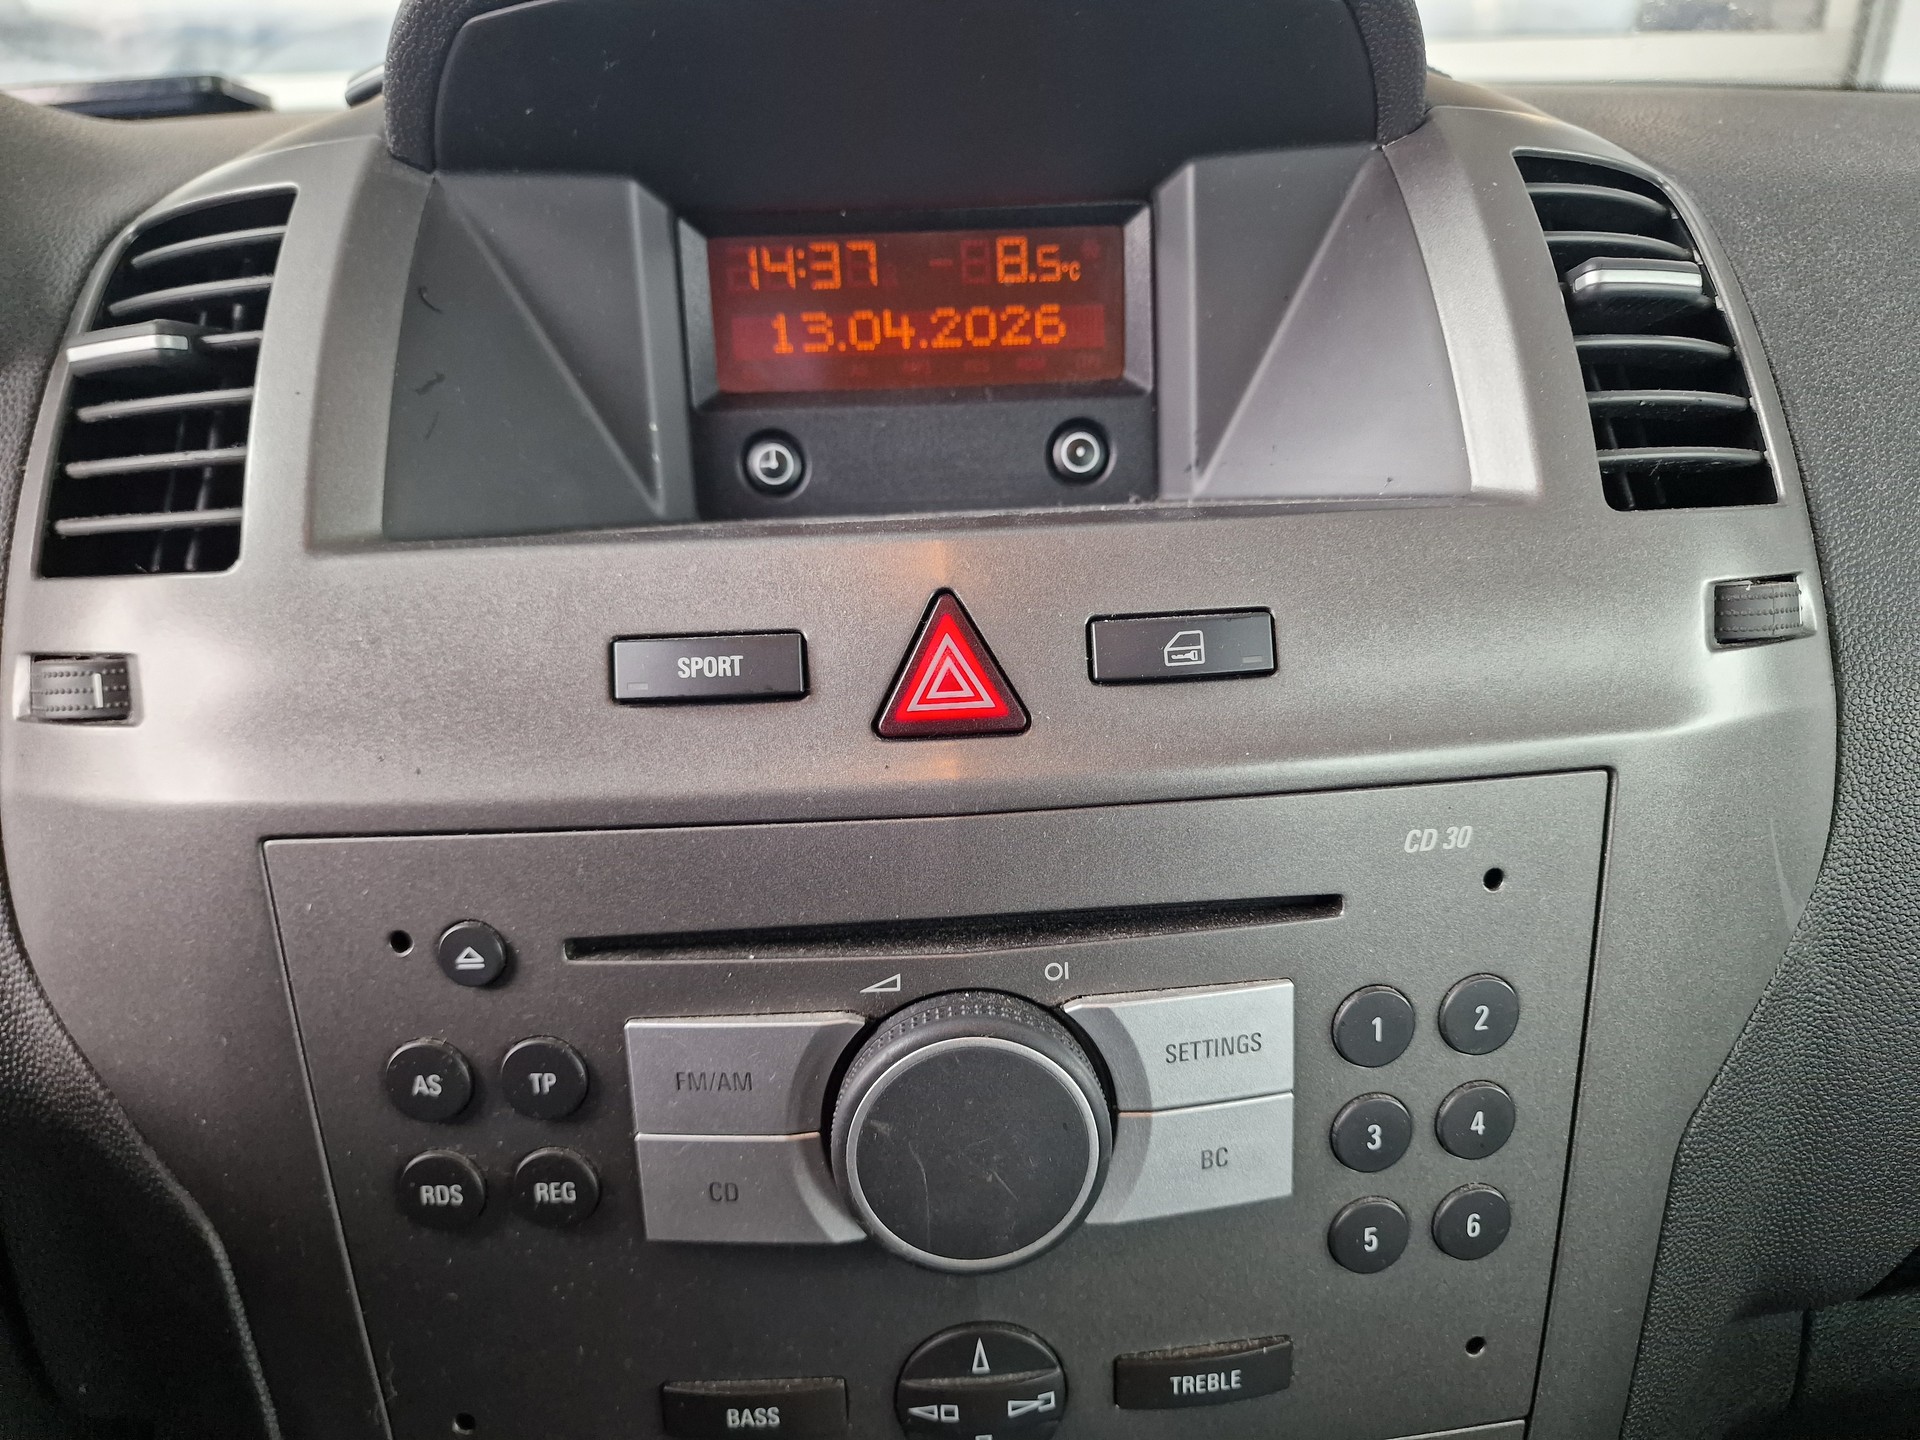 14:37 8.5°C
13.04.2026
SPORT
CD 30
AS TP
FM/AM
SETTINGS
1 2
RDS REG
CD
BC
3 4
5 6
BASS
TREBLE